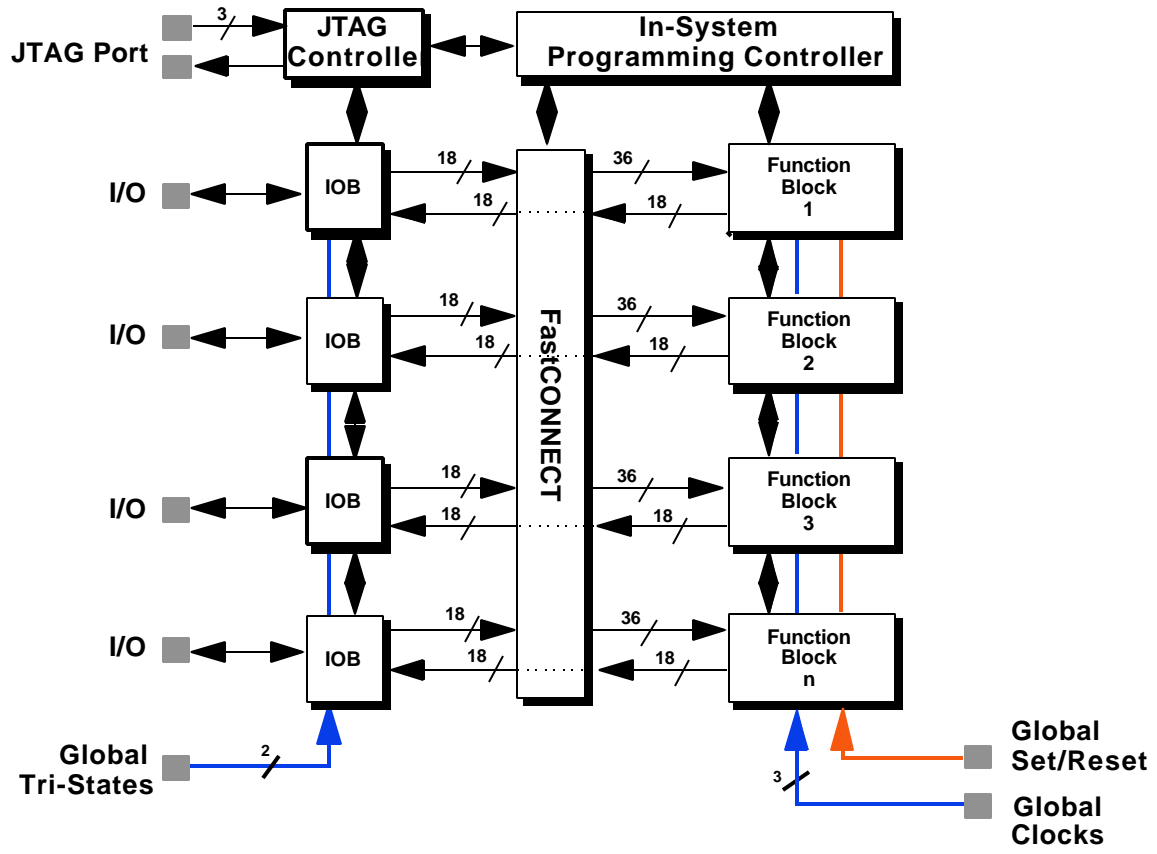 3
JTAG Port
JTAG
Controller
In-System
Programming Controller
I/O
IOB
18
18
36
18
Function
Block
1
I/O
IOB
18
18
36
18
Function
Block
2
FastCONNECT
I/O
IOB
18
18
36
18
Function
Block
3
I/O
IOB
18
18
36
18
Function
Block
n
Global
Tri-States
2
3
Global
Set/Reset
Global
Clocks